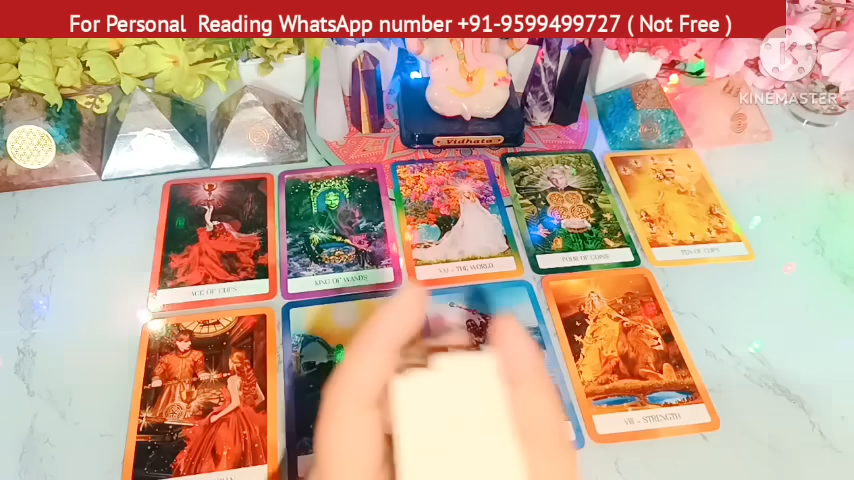 For Personal Reading WhatsApp number +91-9599499727 ( Not Free )
KINEMASTER
Vidhata
ACE OF CUPS
KING OF WANDS
XXI - THE WORLD
FOUR OF COINS
TEN OF CUPS
VIII - STRENGTH